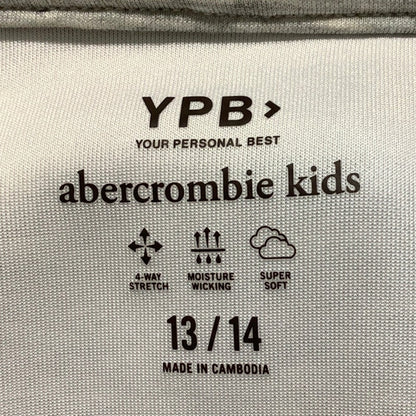 YPB>
YOUR PERSONAL BEST
abercrombie kids
4-WAY STRETCH
MOISTURE WICKING
SUPER SOFT
13 / 14
MADE IN CAMBODIA